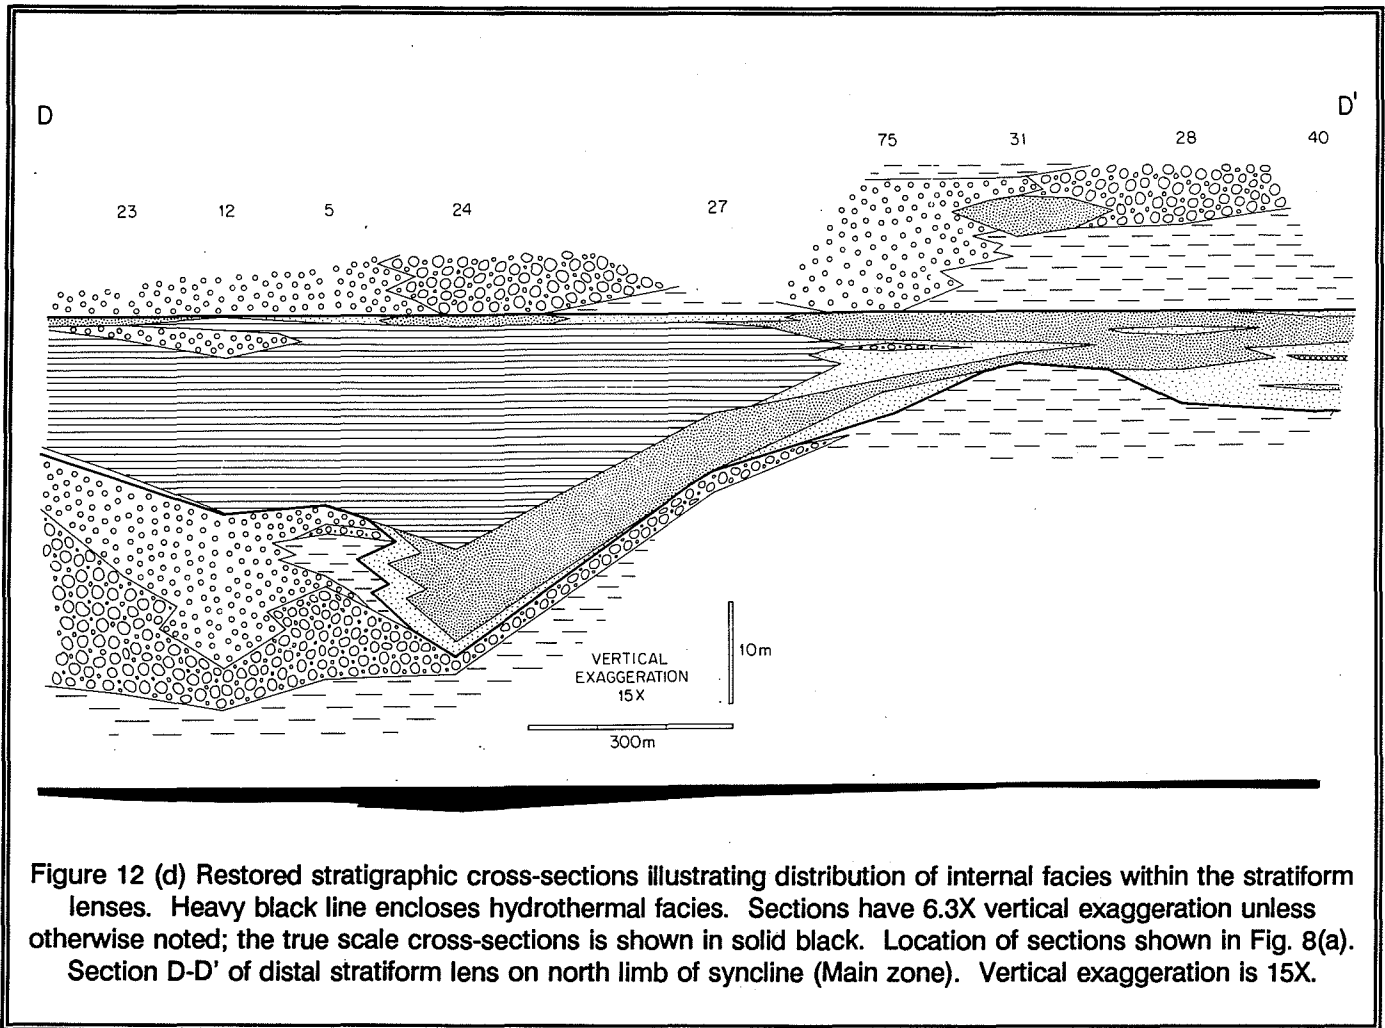 D
D'
75 31 28 40
23 12 5 24 27
VERTICAL
EXAGGERATION
15X
10m
300m
Figure 12 (d) Restored stratigraphic cross-sections illustrating distribution of internal facies within the stratiform
lenses. Heavy black line encloses hydrothermal facies. Sections have 6.3X vertical exaggeration unless
otherwise noted; the true scale cross-sections is shown in solid black. Location of sections shown in Fig. 8(a).
Section D-D' of distal stratiform lens on north limb of syncline (Main zone). Vertical exaggeration is 15X.